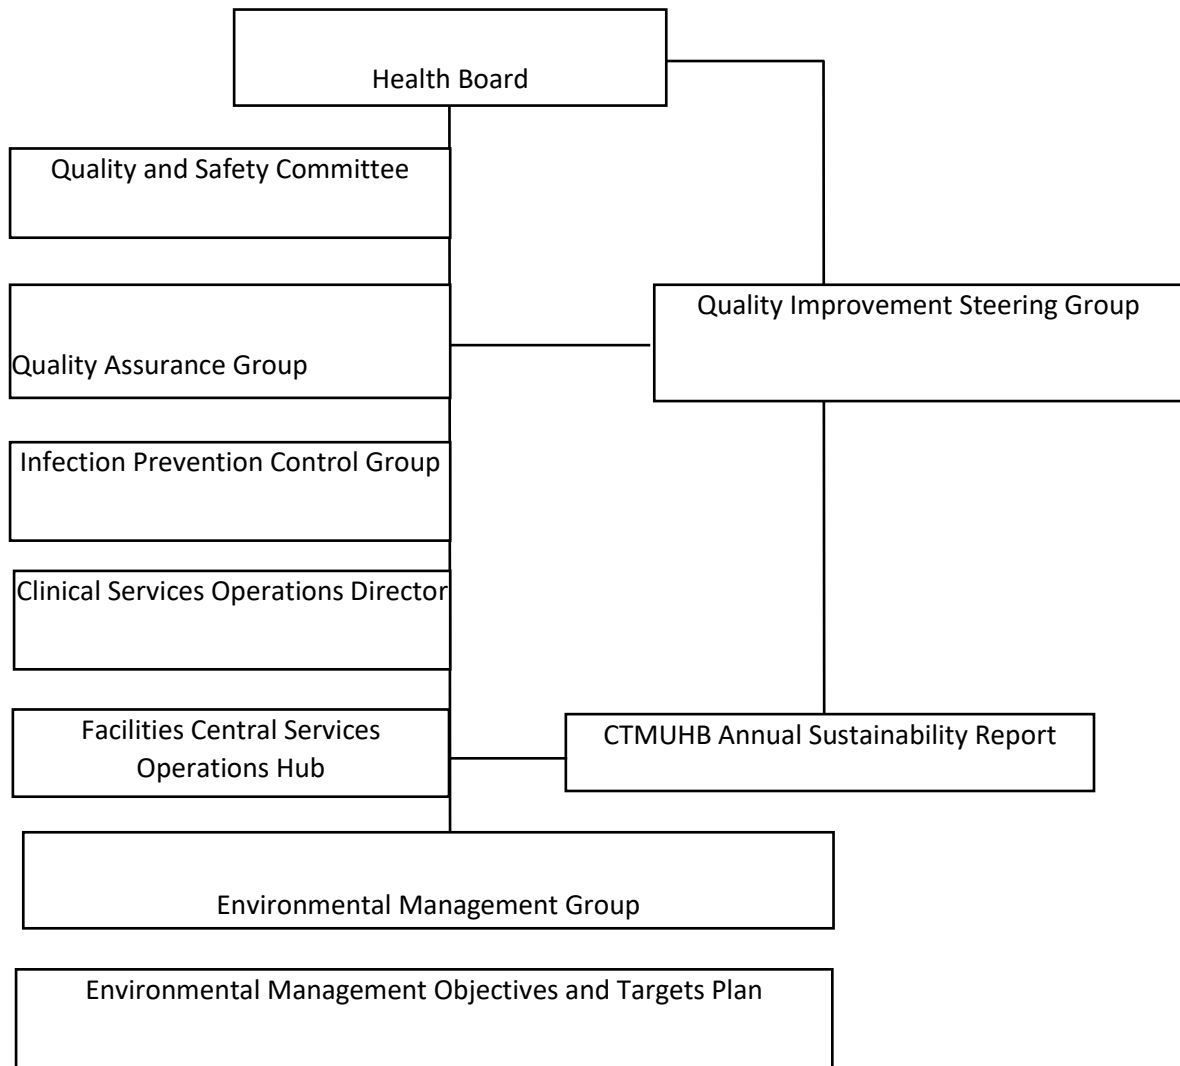 Health Board
Quality and Safety Committee
Quality Improvement Steering Group
Quality Assurance Group
Infection Prevention Control Group
Clinical Services Operations Director
Facilities Central Services
Operations Hub
CTMUHB Annual Sustainability Report
Environmental Management Group
Environmental Management Objectives and Targets Plan